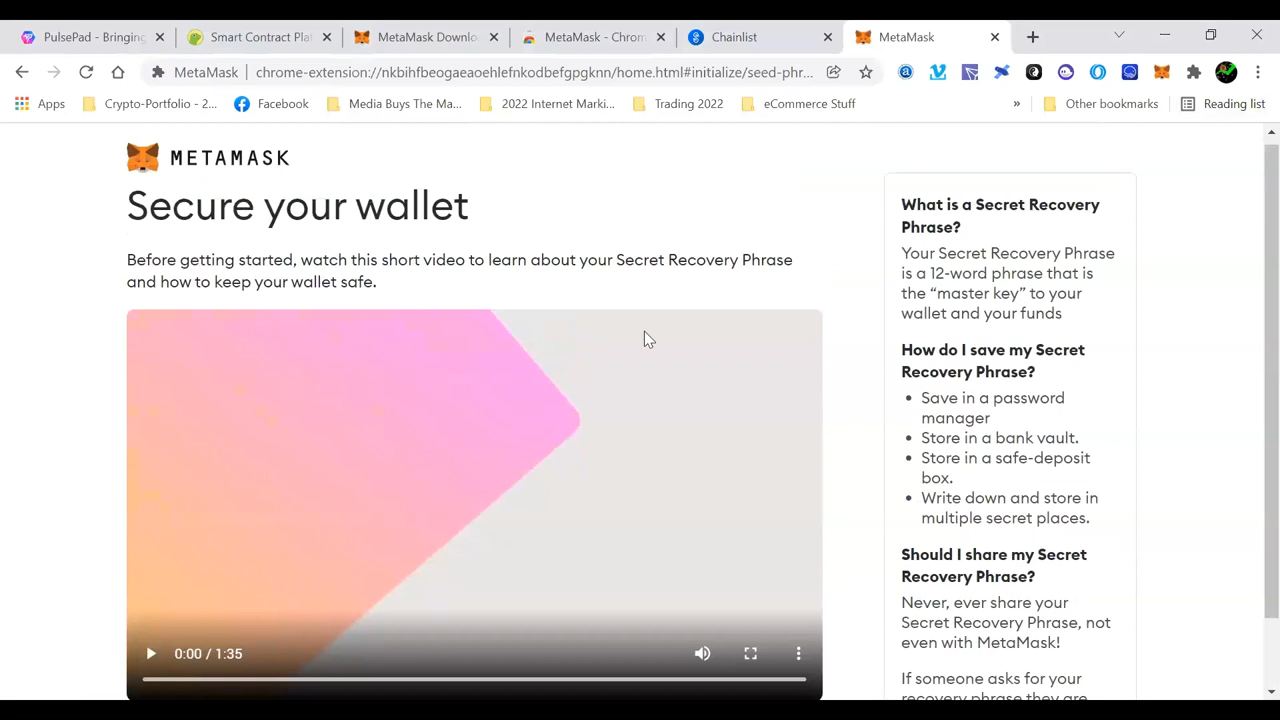 PulsePad - Bringing
Smart Contract Plat
MetaMask Downlo
MetaMask - Chrom
Chainlist
MetaMask
MetaMask
chrome-extension://nkbihfbeogaeaoehlefnkodbefgpgknn/home.html#initialize/seed-phr...
Apps
Crypto-Portfolio - 2...
Facebook
Media Buys The Ma...
2022 Internet Marki...
Trading 2022
eCommerce Stuff
»
Other bookmarks
Reading list
METAMASK
Secure your wallet
Before getting started, watch this short video to learn about your Secret Recovery Phrase
and how to keep your wallet safe.
0:00 / 1:35
What is a Secret Recovery
Phrase?
Your Secret Recovery Phrase
is a 12-word phrase that is
the “master key” to your
wallet and your funds
How do I save my Secret
Recovery Phrase?
• Save in a password
manager
• Store in a bank vault.
• Store in a safe-deposit
box.
• Write down and store in
multiple secret places.
Should I share my Secret
Recovery Phrase?
Never, ever share your
Secret Recovery Phrase, not
even with MetaMask!
If someone asks for your
recovery phrase they are